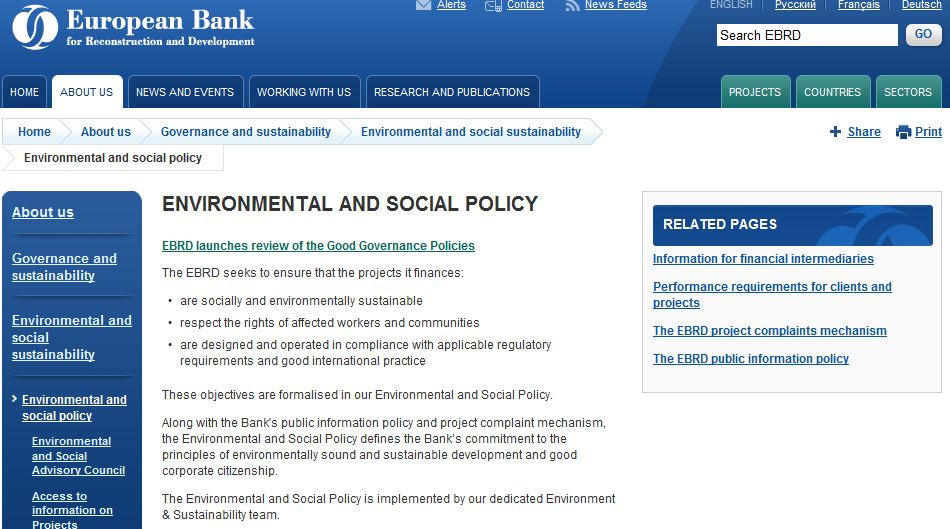 European Bank
for Reconstruction and Development
Alerts
Contact
News Feeds
ENGLISH
Русский
Français
Deutsch
Search EBRD
GO
HOME
ABOUT US
NEWS AND EVENTS
WORKING WITH US
RESEARCH AND PUBLICATIONS
PROJECTS
COUNTRIES
SECTORS
Home
About us
Governance and sustainability
Environmental and social sustainability
Environmental and social policy
Share
Print
About us
Governance and
sustainability
Environmental and
social
sustainability
Environmental and
social policy
Environmental
and Social
Advisory Council
Access to
information on
Projects
ENVIRONMENTAL AND SOCIAL POLICY
EBRD launches review of the Good Governance Policies
The EBRD seeks to ensure that the projects it finances:
• are socially and environmentally sustainable
• respect the rights of affected workers and communities
• are designed and operated in compliance with applicable regulatory
requirements and good international practice
These objectives are formalised in our Environmental and Social Policy.
Along with the Bank's public information policy and project complaint mechanism,
the Environmental and Social Policy defines the Bank's commitment to the
principles of environmentally sound and sustainable development and good
corporate citizenship.
The Environmental and Social Policy is implemented by our dedicated Environment
& Sustainability team.
RELATED PAGES
Information for financial intermediaries
Performance requirements for clients and
projects
The EBRD project complaints mechanism
The EBRD public information policy